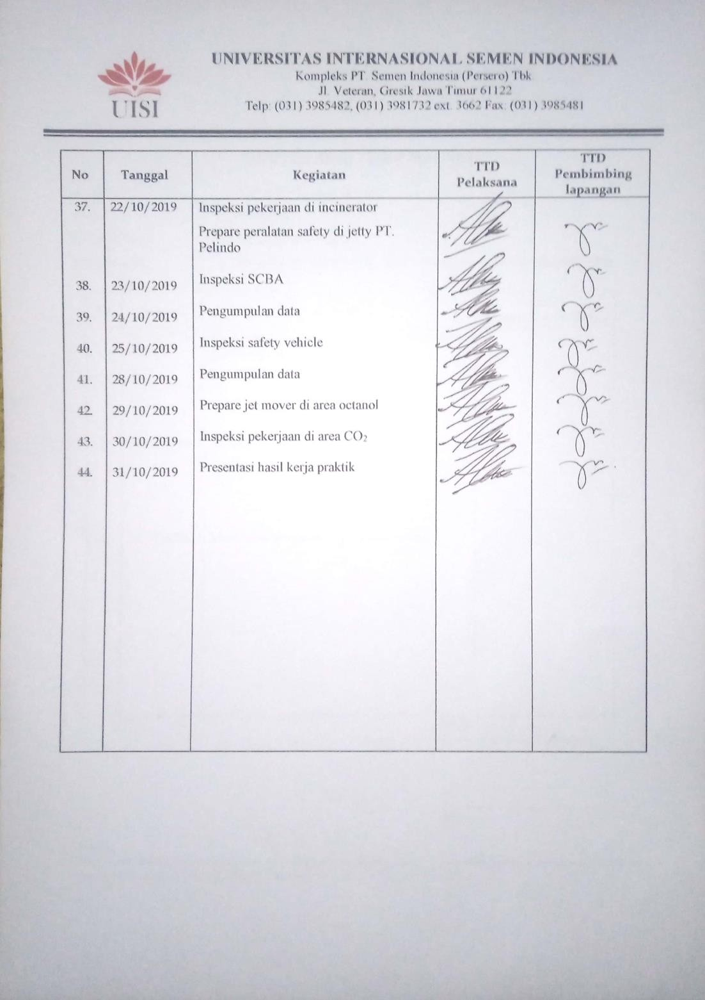 UNIVERSITAS INTERNASIONAL SEMEN INDONESIA
Kompleks PT. Semen Indonesia (Persero) Tbk
Jl. Veteran, Gresik Jawa Timur 61122
Telp: (031) 3985482, (031) 3981732 ext. 3662 Fax: (031) 3985481
UISI
No Tanggal Kegiatan TTD Pelaksana TTD Pembimbing lapangan
37. 22/10/2019 Inspeksi pekerjaan di incinerator
Prepare peralatan safety di jetty PT.
Pelindo
38. 23/10/2019 Inspeksi SCBA
39. 24/10/2019 Pengumpulan data
40. 25/10/2019 Inspeksi safety vehicle
41. 28/10/2019 Pengumpulan data
42. 29/10/2019 Prepare jet mover di area octanol
43. 30/10/2019 Inspeksi pekerjaan di area CO₂
44. 31/10/2019 Presentasi hasil kerja praktik